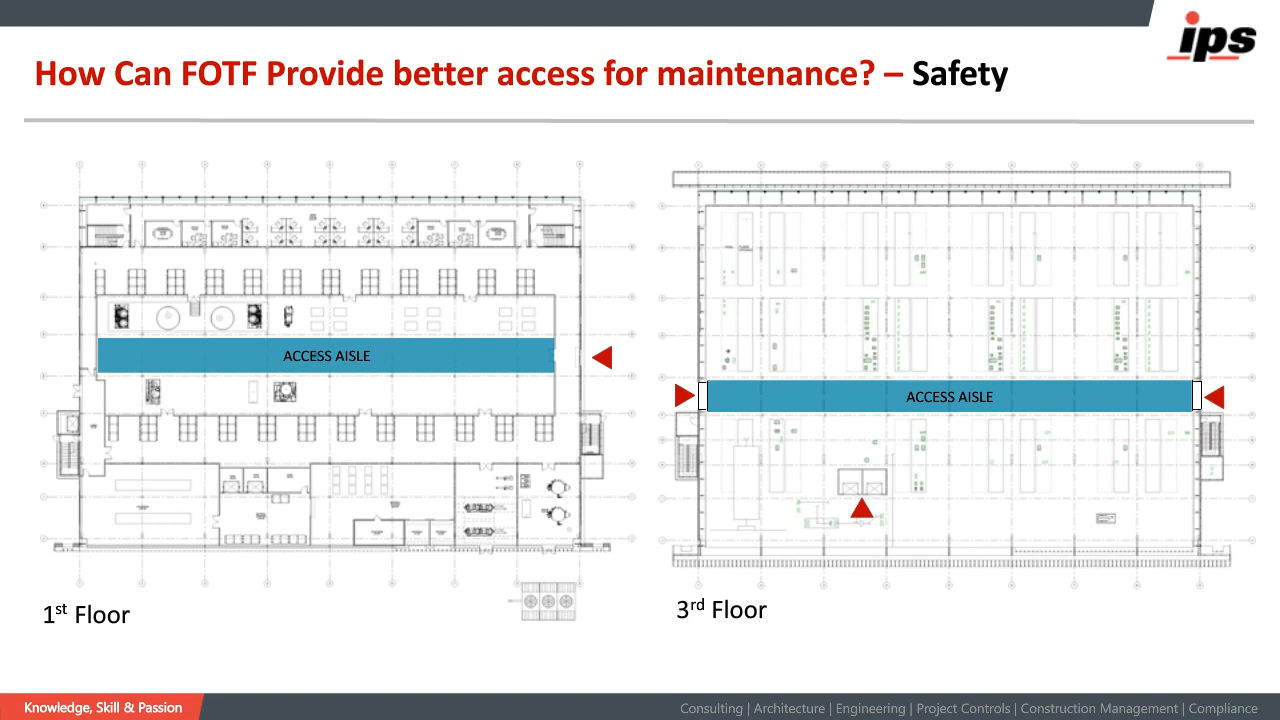 ips
How Can FOTF Provide better access for maintenance? – Safety
ACCESS AISLE
ACCESS AISLE
1st Floor
3rd Floor
Knowledge, Skill & Passion
Consulting | Architecture | Engineering | Project Controls | Construction Management | Compliance